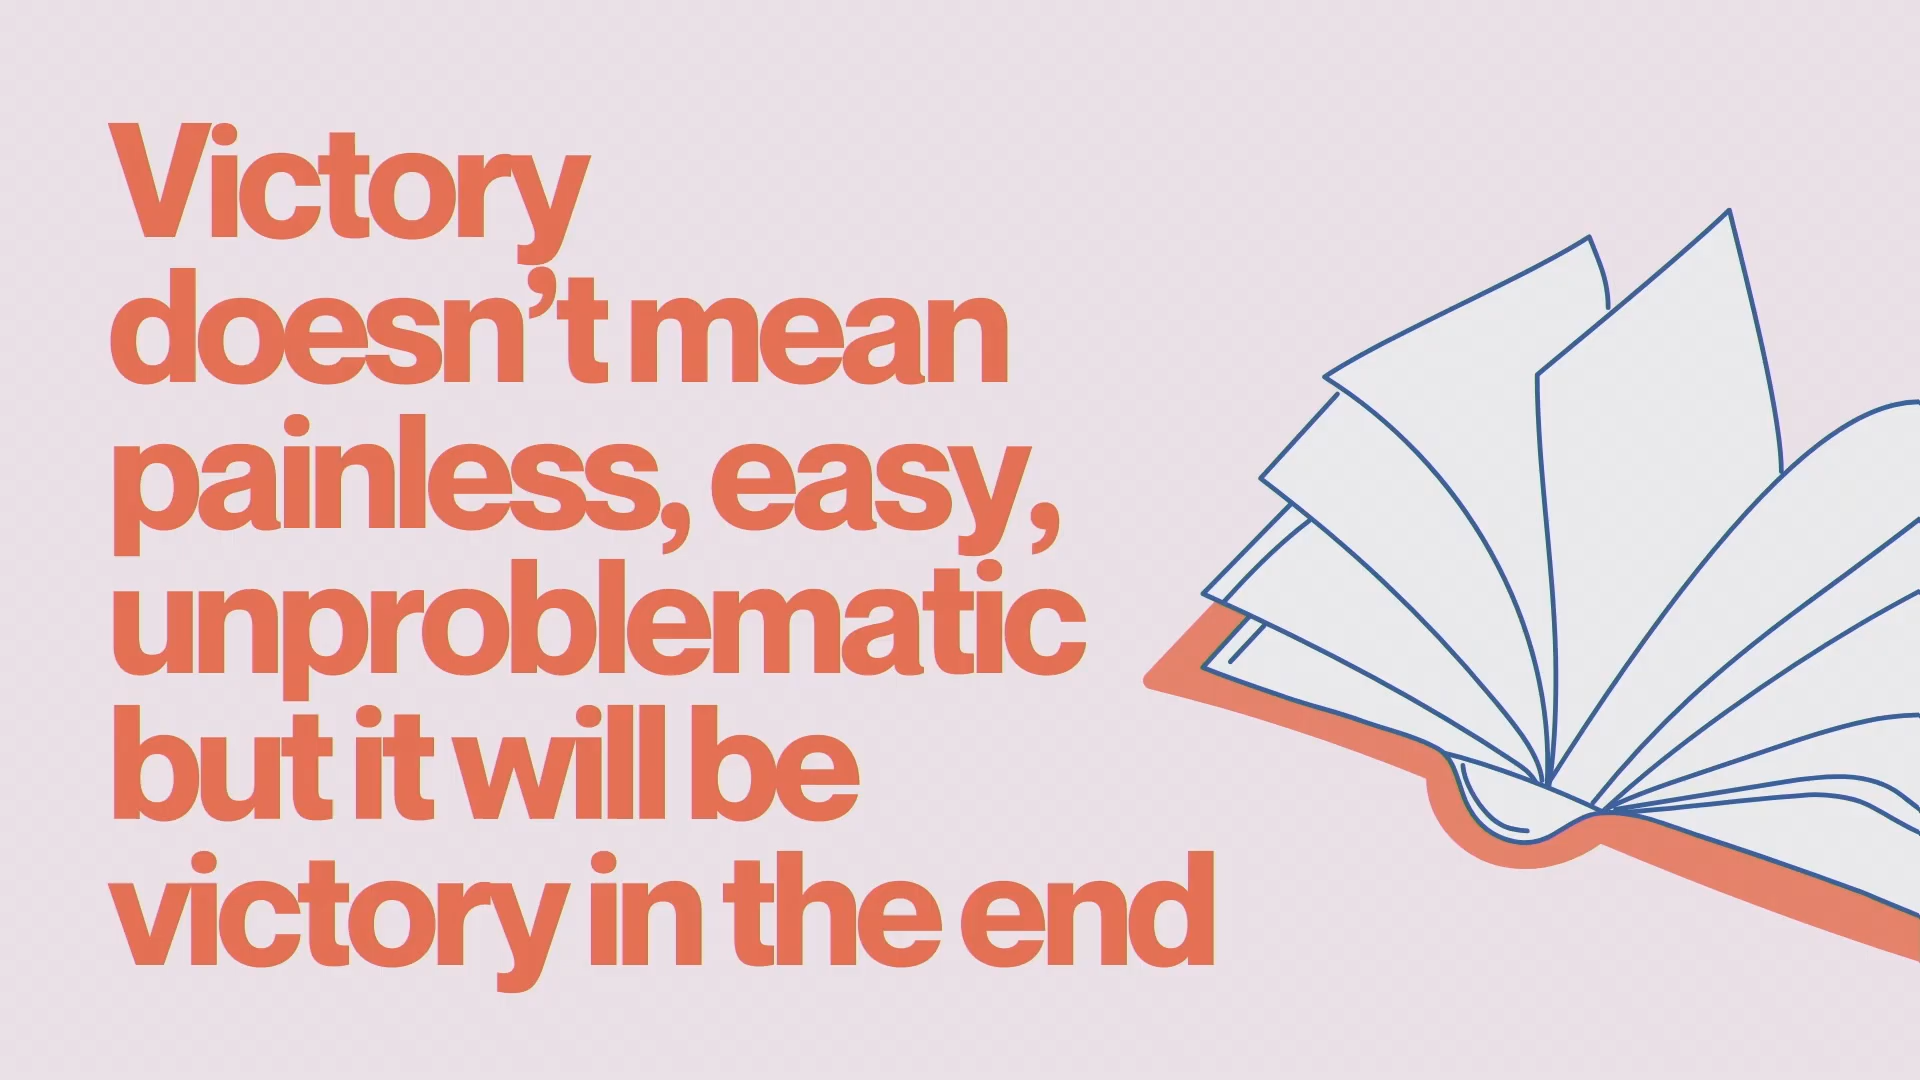 Victory
doesn’t mean
painless, easy,
unproblematic
but it will be
victory in the end